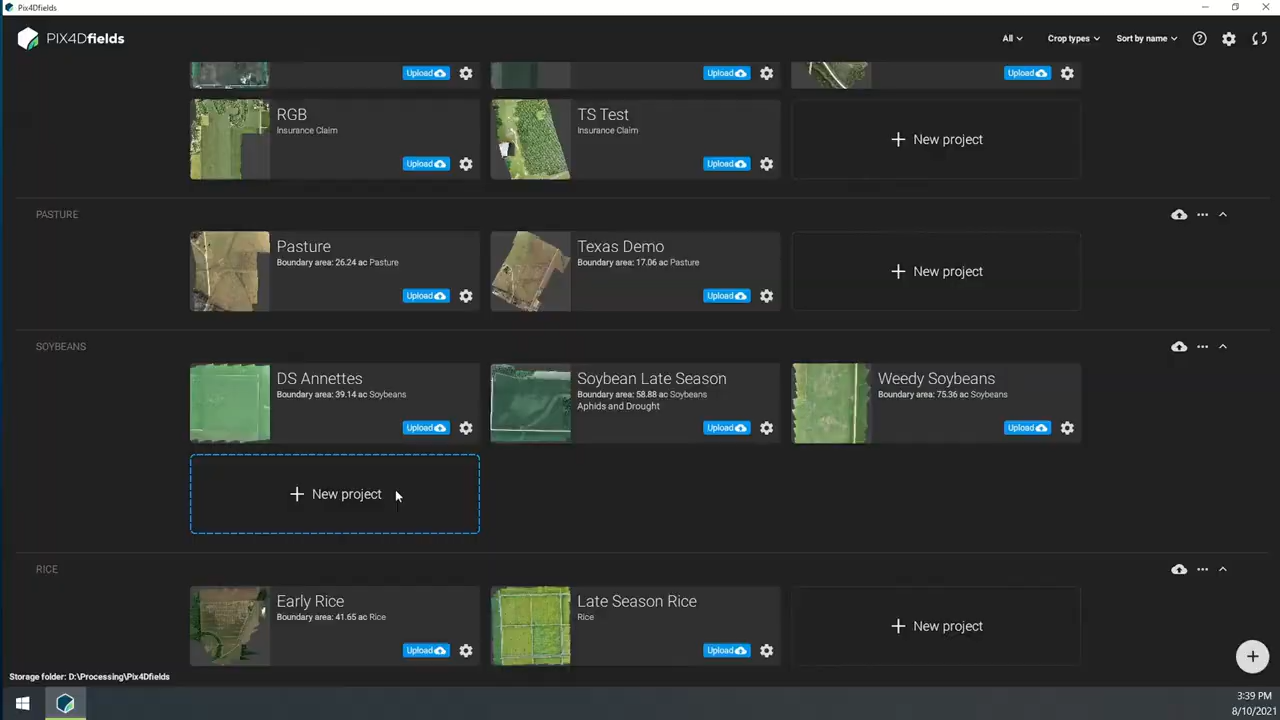 Pix4Dfields
PIX4Dfields
All
Crop types
Sort by name
Upload
Upload
Upload
RGB
Insurance Claim
Upload
TS Test
Insurance Claim
Upload
+ New project
PASTURE
Pasture
Boundary area: 26.24 ac Pasture
Upload
Texas Demo
Boundary area: 17.06 ac Pasture
Upload
+ New project
SOYBEANS
DS Annettes
Boundary area: 39.14 ac Soybeans
Upload
Soybean Late Season
Boundary area: 58.88 ac Soybeans
Aphids and Drought
Upload
Weedy Soybeans
Boundary area: 75.36 ac Soybeans
Upload
+ New project
RICE
Early Rice
Boundary area: 41.65 ac Rice
Upload
Late Season Rice
Rice
Upload
+ New project
Storage folder: D:\Processing\Pix4Dfields
3:39 PM
8/10/2021